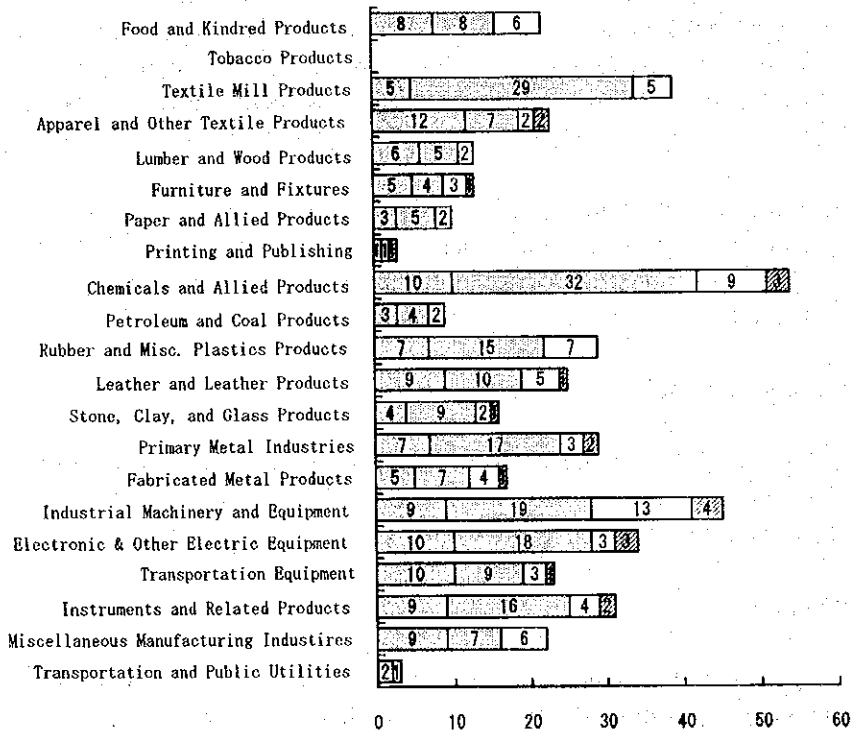 Food and Kindred Products 8 8 6
Tobacco Products
Textile Mill Products 5 29 5
Apparel and Other Textile Products 12 7 2 2
Lumber and Wood Products 6 5 2
Furniture and Fixtures 5 4 3
Paper and Allied Products 3 5 2
Printing and Publishing 1
Chemicals and Allied Products 10 32 9 3
Petroleum and Coal Products 3 4 2
Rubber and Misc. Plastics Products 7 15 7
Leather and Leather Products 9 10 5
Stone, Clay, and Glass Products 4 9 2
Primary Metal Industries 7 17 3 2
Fabricated Metal Products 5 7 4
Industrial Machinery and Equipment 9 19 13 4
Electronic & Other Electric Equipment 10 18 3 3
Transportation Equipment 10 9 3
Instruments and Related Products 9 16 4 2
Miscellaneous Manufacturing Industires 9 7 6
Transportation and Public Utilities 2 1
0 10 20 30 40 50 60